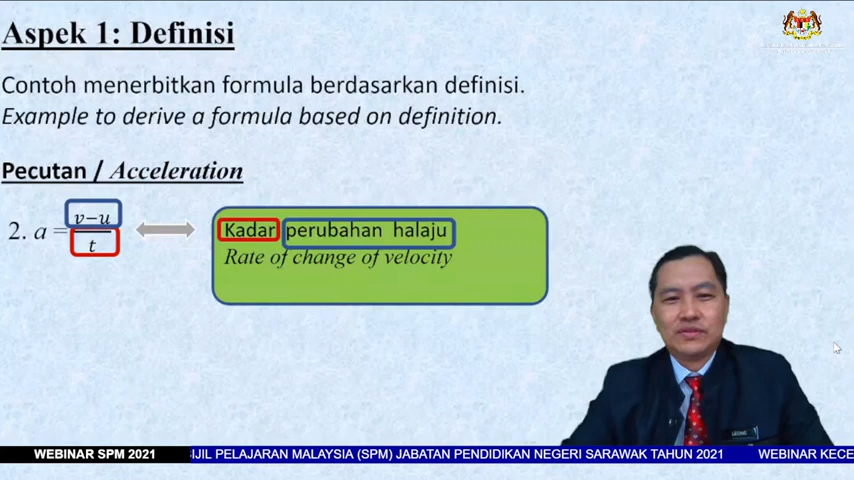 Aspek 1: Definisi
Contoh menerbitkan formula berdasarkan definisi.
Example to derive a formula based on definition.
Pecutan / Acceleration
2. a = v−u
t
Kadar perubahan halaju
Rate of change of velocity
LEONG
WEBINAR SPM 2021 SIJIL PELAJARAN MALAYSIA (SPM) JABATAN PENDIDIKAN NEGERI SARAWAK TAHUN 2021 WEBINAR KECE